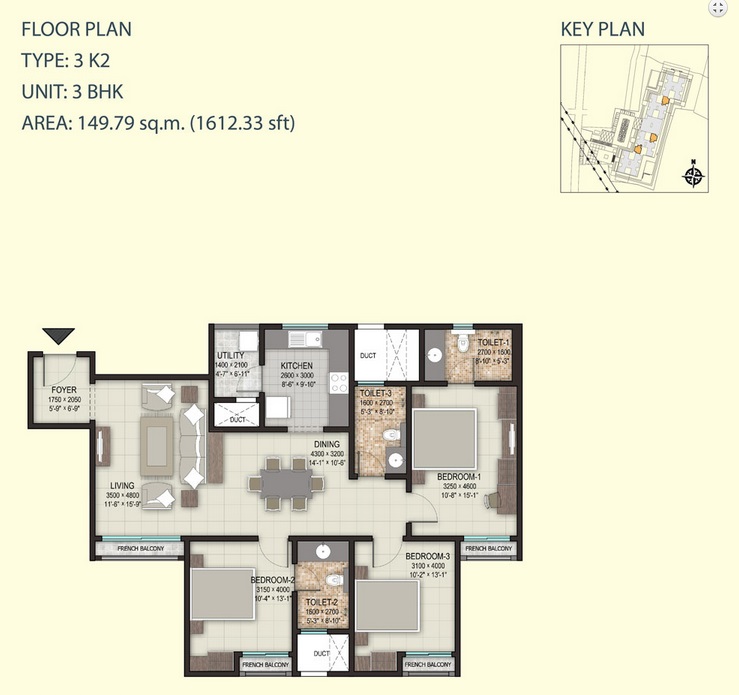 FLOOR PLAN
TYPE: 3 K2
UNIT: 3 BHK
AREA: 149.79 sq.m. (1612.33 sft)
KEY PLAN
N
FOYER
1750 × 2050
5'-9" × 6'-9"
UTILITY
1400 × 2100
4'-7" × 6'-11"
KITCHEN
2600 × 3000
8'-6" × 9'-10"
DUCT
TOILET-1
2700 × 1500
8'-10" × 5'-3"
DUCT
TOILET-3
1600 × 2700
5'-3" × 8'-10"
DINING
4300 × 3200
14'-1" × 10'-6"
LIVING
3500 × 4800
11'-6" × 15'-9"
BEDROOM-1
3250 × 4600
10'-8" × 15'-1"
FRENCH BALCONY
FRENCH BALCONY
BEDROOM-2
3150 × 4000
10'-4" × 13'-1"
TOILET-2
1600 × 2700
5'-3" × 8'-10"
BEDROOM-3
3100 × 4000
10'-2" × 13'-1"
DUCT
FRENCH BALCONY
FRENCH BALCONY